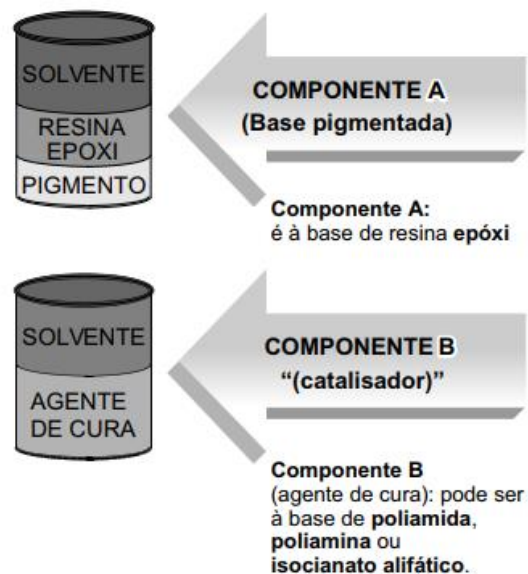 SOLVENTE
RESINA
EPOXI
PIGMENTO
COMPONENTE A
(Base pigmentada)
Componente A:
é à base de resina epóxi
SOLVENTE
AGENTE
DE CURA
COMPONENTE B
“(catalisador)”
Componente B
(agente de cura): pode ser
à base de poliamida,
poliamina ou
isocianato alifático.